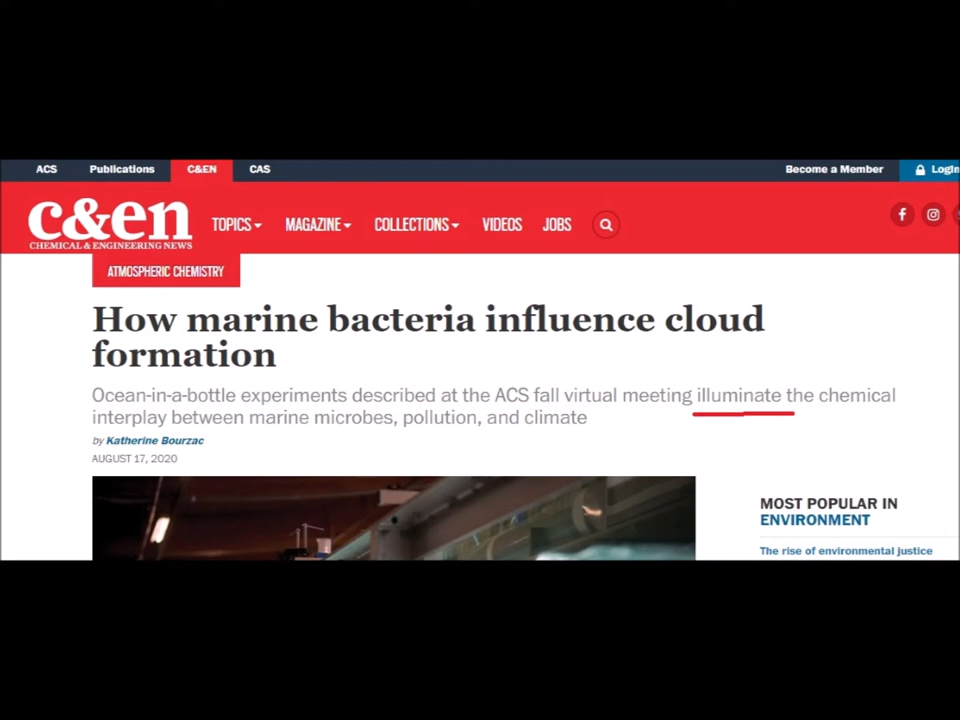 ACS Publications C&EN CAS Become a Member Login
c&en
CHEMICAL & ENGINEERING NEWS
TOPICS MAGAZINE COLLECTIONS VIDEOS JOBS
ATMOSPHERIC CHEMISTRY
How marine bacteria influence cloud
formation
Ocean-in-a-bottle experiments described at the ACS fall virtual meeting illuminate the chemical
interplay between marine microbes, pollution, and climate
by Katherine Bourzac
AUGUST 17, 2020
MOST POPULAR IN
ENVIRONMENT
The rise of environmental justice